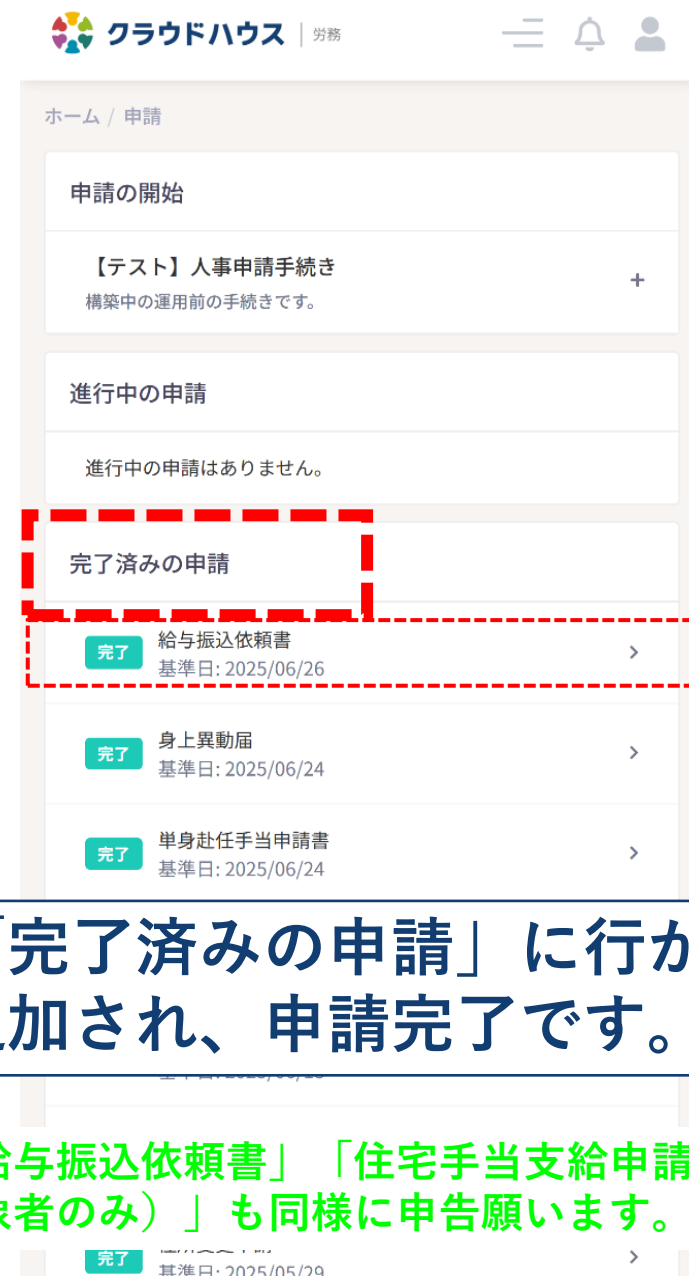 クラウドハウス | 労務
ホーム / 申請
申請の開始
【テスト】人事申請手続き
+
構築中の運用前の手続きです。
進行中の申請
進行中の申請はありません。
完了済みの申請
完了 給与振込依頼書
基準日: 2025/06/26
完了 身上異動届
基準日: 2025/06/24
完了 単身赴任手当申請書
基準日: 2025/06/24
「完了済みの申請」に行が
追加され、申請完了です。
給与振込依頼書」「住宅手当支給申請
象者のみ）」も同様に申告願います。
完了
基準日: 2025/05/29